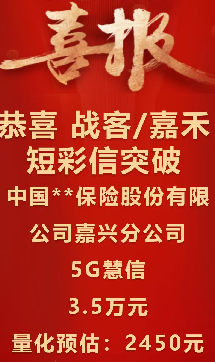 喜报
恭喜 战客/嘉禾
短彩信突破
中国**保险股份有限
公司嘉兴分公司
5G慧信
3.5万元
量化预估：2450元